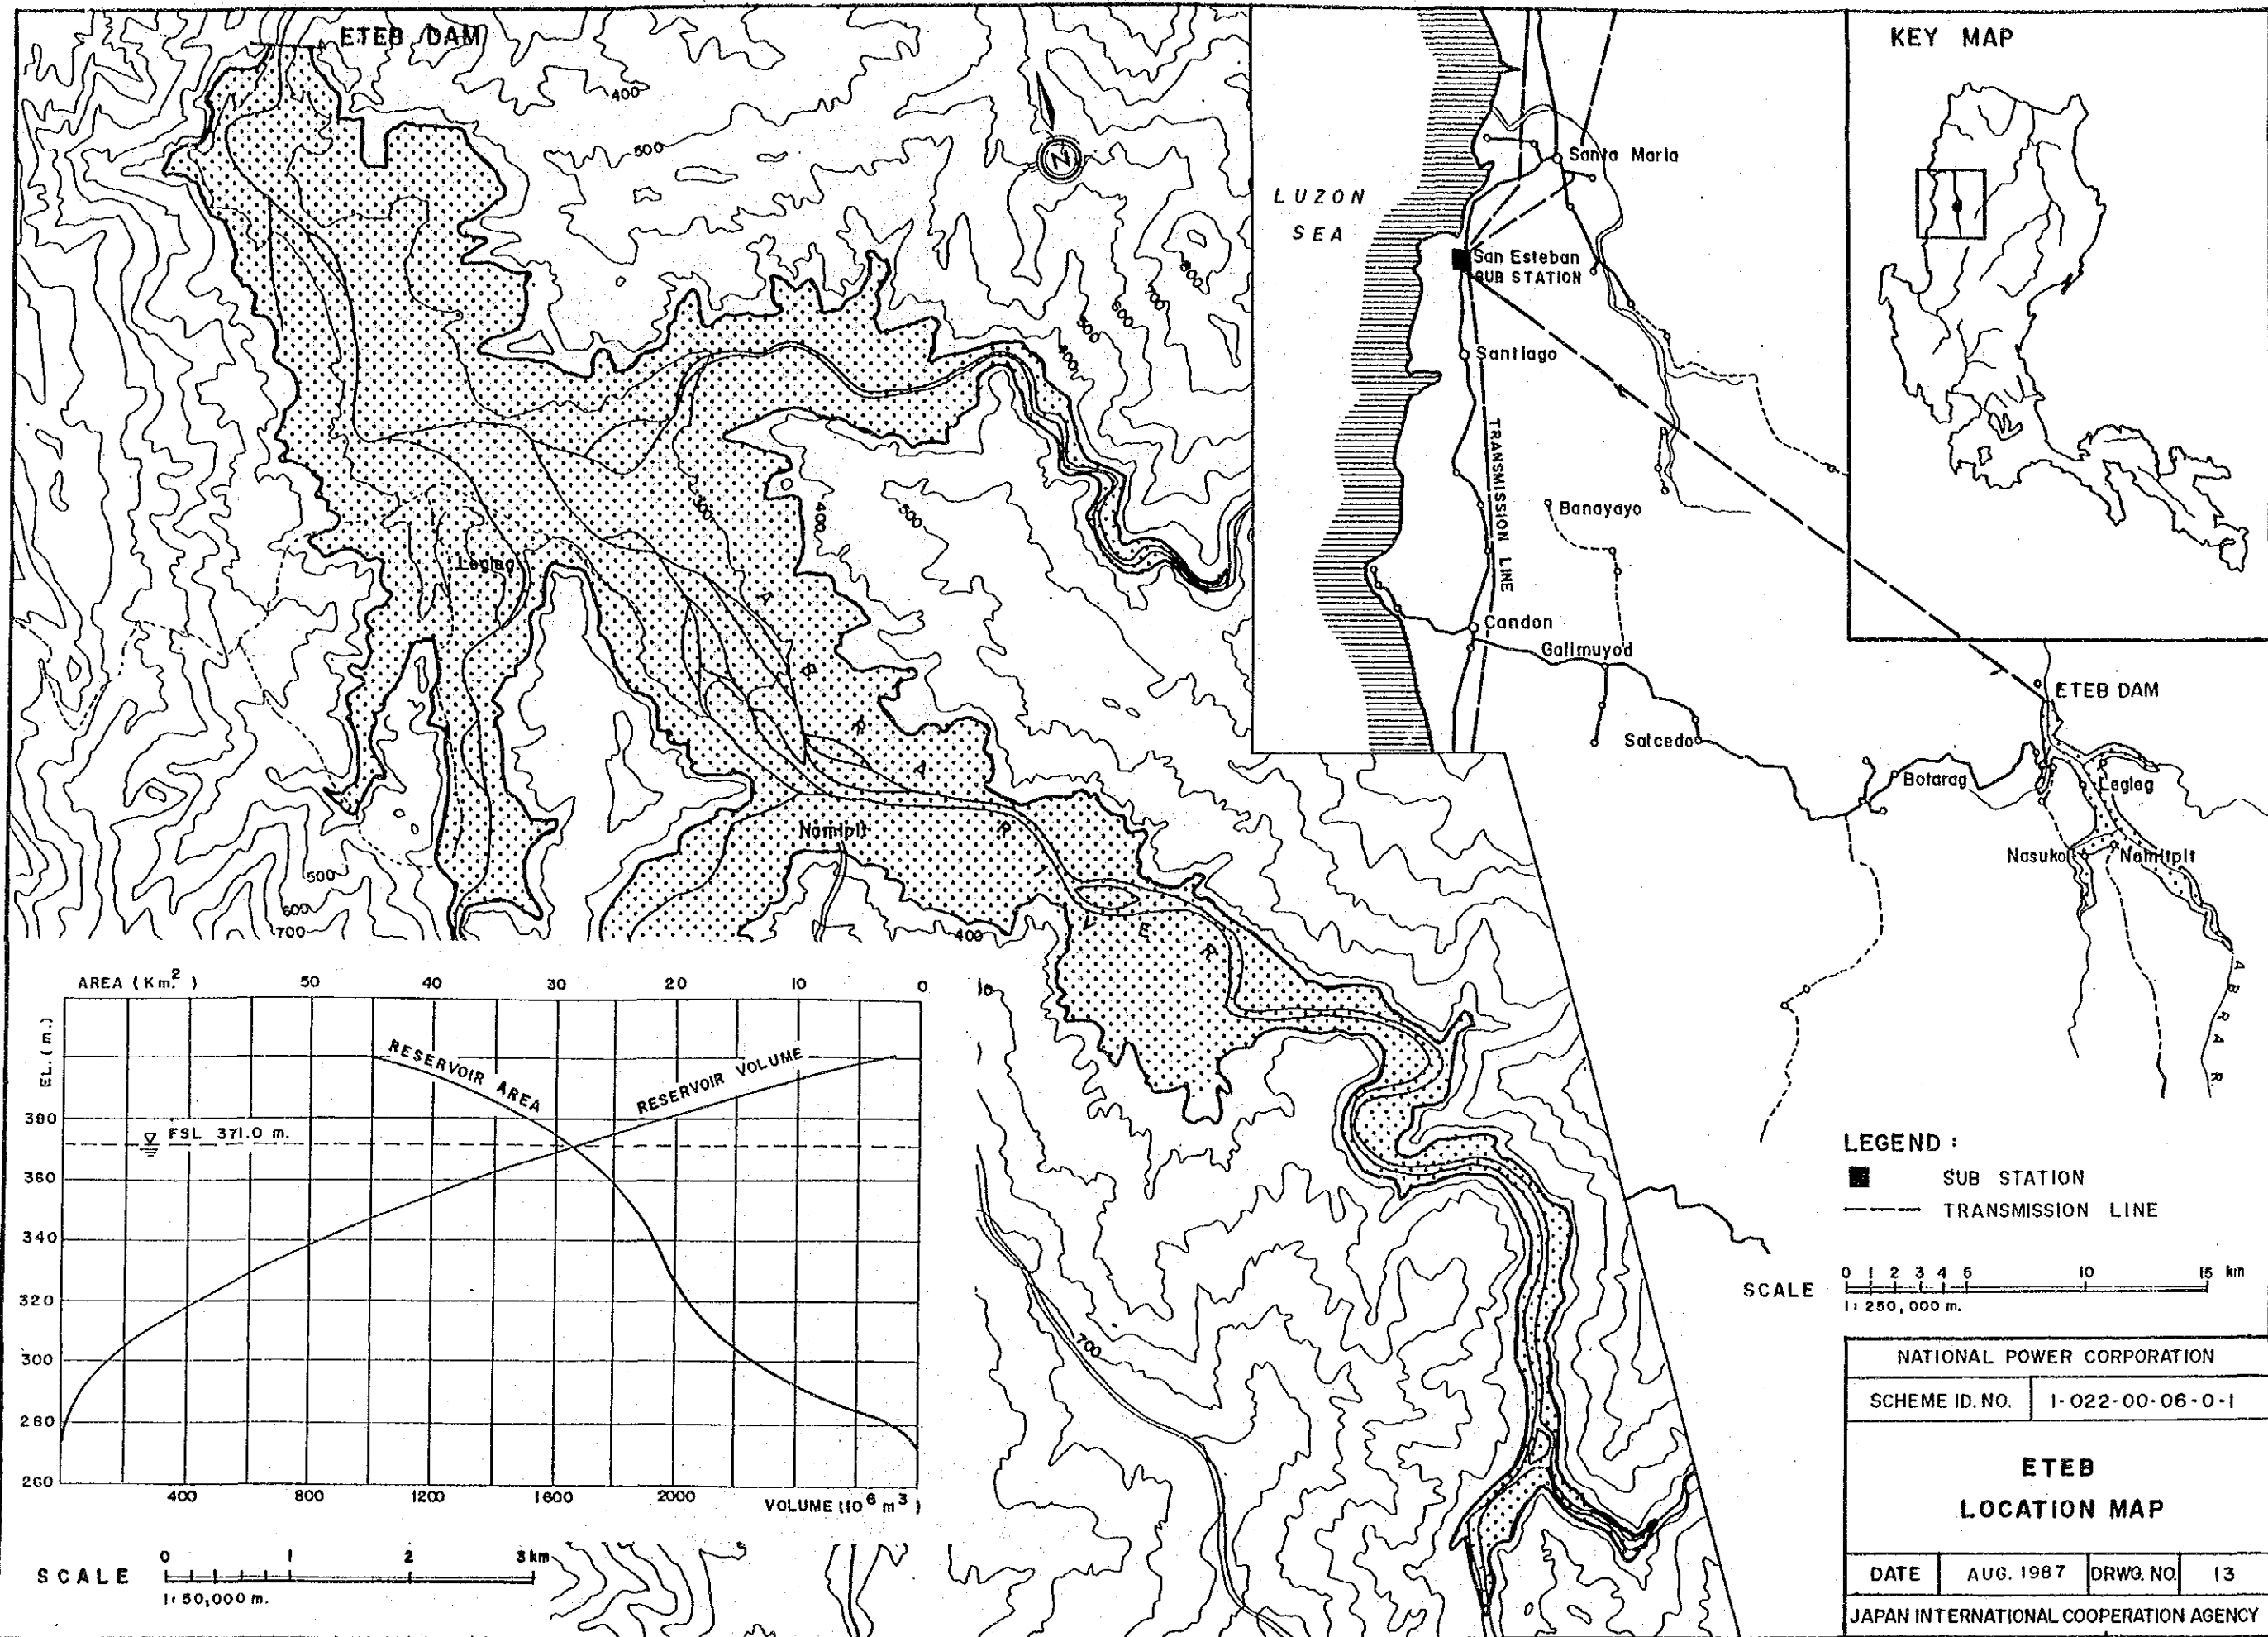 ETEB DAM
400
500
N
800
700
600
500
400
300
400
500
Legleg
ABRA RIVER
Namipit
500
600
700
400
700
LUZON
SEA
Santa Maria
San Esteban
SUB STATION
Santiago
TRANSMISSION LINE
Banayayo
Candon
Galimuyod
Salcedo
Botarag
ETEB DAM
Legleg
Nasukol
Namitpit
ABRA R.
KEY MAP
AREA (Km.²)
50
40
30
20
10
0
EL.(m.)
RESERVOIR AREA
RESERVOIR VOLUME
FSL 371.0 m.
380
360
340
320
300
280
260
400
800
1200
1600
2000
VOLUME (10⁶ m³)
SCALE
0 1 2 3 km
1:50,000 m.
LEGEND :
SUB STATION
TRANSMISSION LINE
SCALE
0 1 2 3 4 5 10 15 km
1:250,000 m.
NATIONAL POWER CORPORATION
SCHEME ID. NO. 1-022-00-06-0-1
ETEB
LOCATION MAP
DATE AUG. 1987 DRWG. NO. 13
JAPAN INTERNATIONAL COOPERATION AGENCY